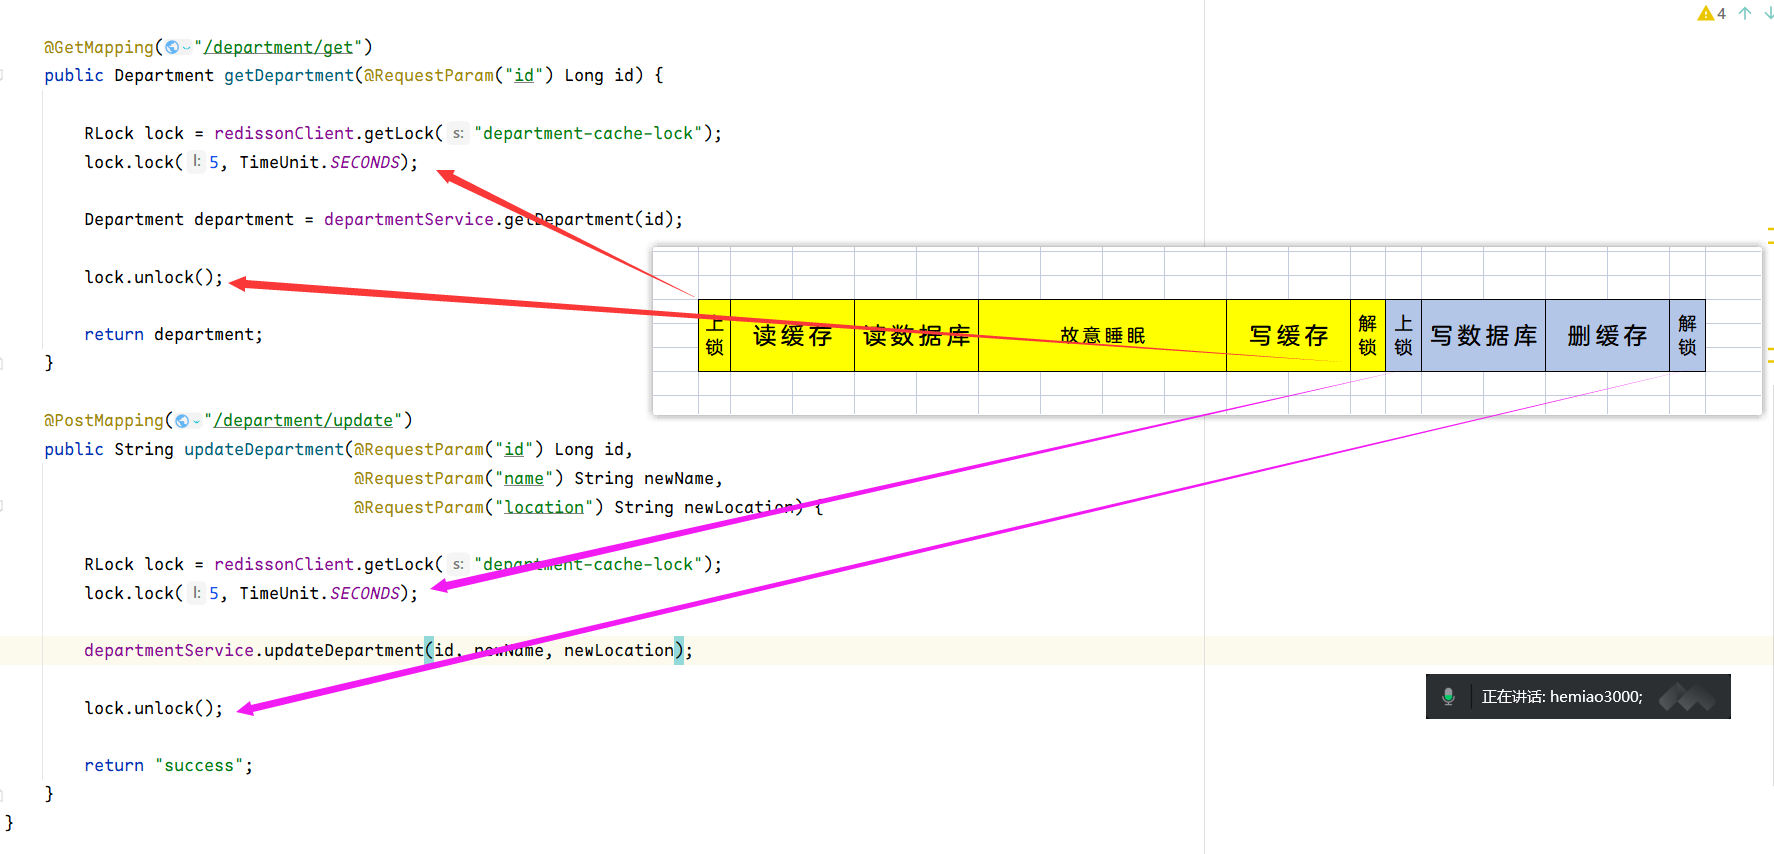 4
@GetMapping("/department/get")
public Department getDepartment(@RequestParam("id") Long id) {
RLock lock = redissonClient.getLock( s: "department-cache-lock");
lock.lock( l: 5, TimeUnit.SECONDS);
Department department = departmentService.getDepartment(id);
lock.unlock();
return department;
}
上锁 读缓存 读数据库 故意睡眠 写缓存 解锁 上锁 写数据库 删缓存 解锁
@PostMapping("/department/update")
public String updateDepartment(@RequestParam("id") Long id,
@RequestParam("name") String newName,
@RequestParam("location") String newLocation) {
RLock lock = redissonClient.getLock( s: "department-cache-lock");
lock.lock( l: 5, TimeUnit.SECONDS);
departmentService.updateDepartment(id, newName, newLocation);
lock.unlock();
正在讲话: hemiao3000;
return "success";
}
}